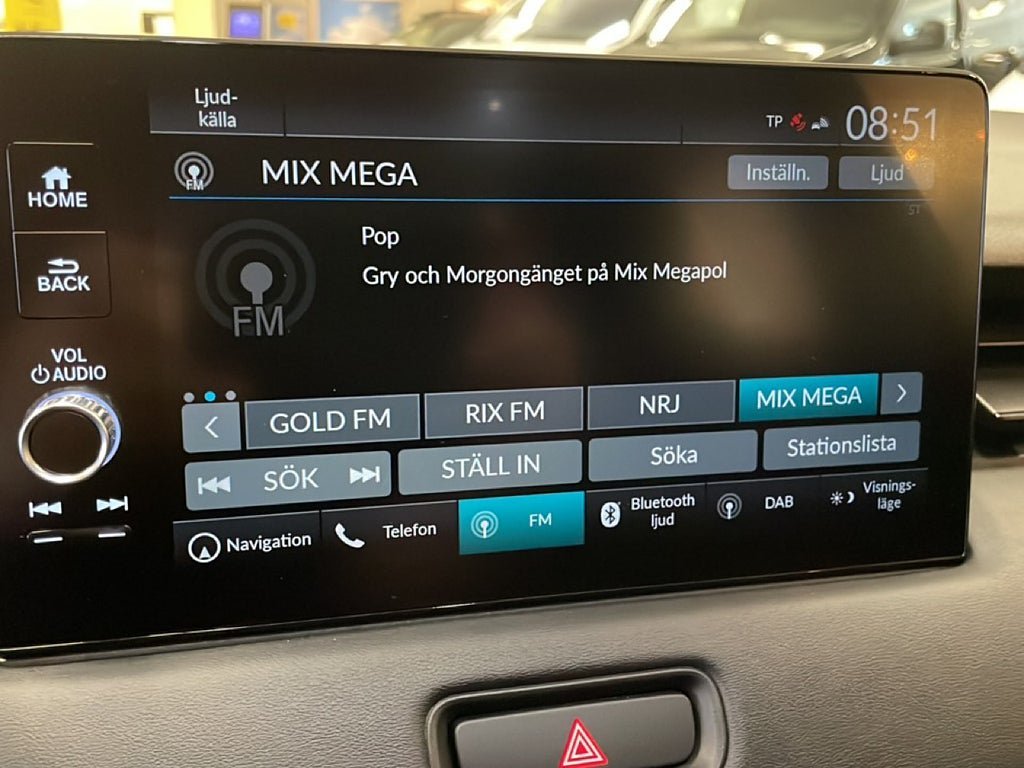 Ljud-
källa
TP
08:51
HOME
FM
MIX MEGA
Inställn.
Ljud
ST
BACK
FM
Pop
Gry och Morgongänget på Mix Megapol
VOL
AUDIO
GOLD FM
RIX FM
NRJ
MIX MEGA
SÖK
STÄLL IN
Söka
Stationslista
Navigation
Telefon
FM
Bluetooth
ljud
DAB
Visnings-
läge